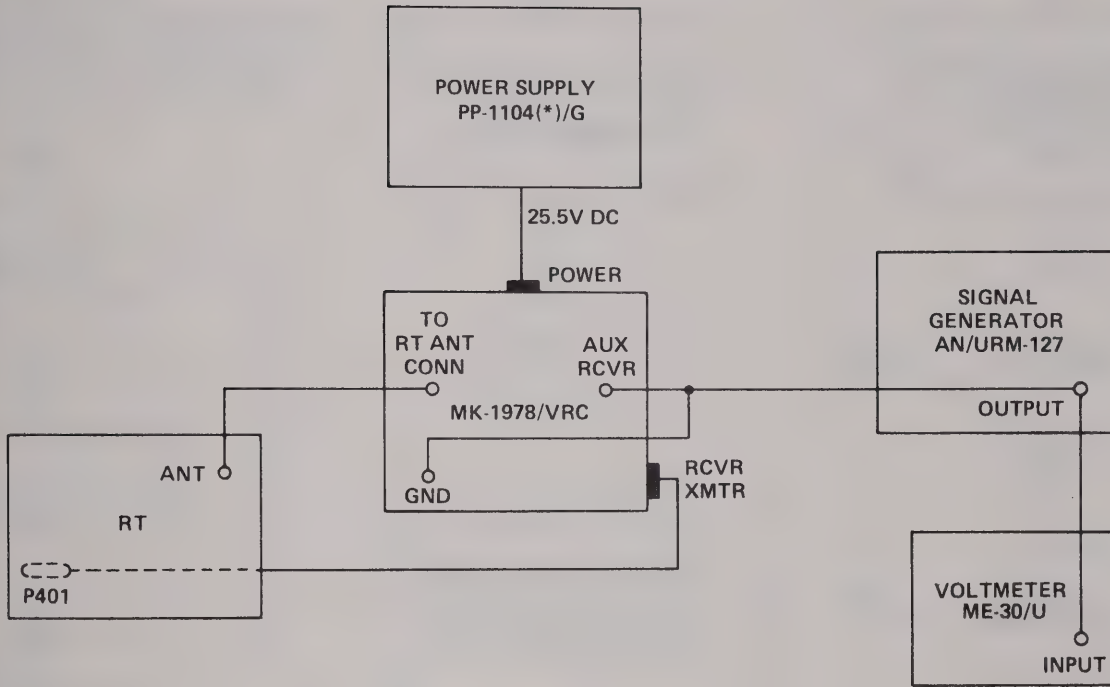 POWER SUPPLY
PP-1104(*)/G
25.5V DC
POWER
TO
RT ANT
CONN
AUX
RCVR
MK-1978/VRC
GND
RCVR
XMTR
SIGNAL
GENERATOR
AN/URM-127
OUTPUT
ANT
RT
P401
VOLTMETER
ME-30/U
INPUT